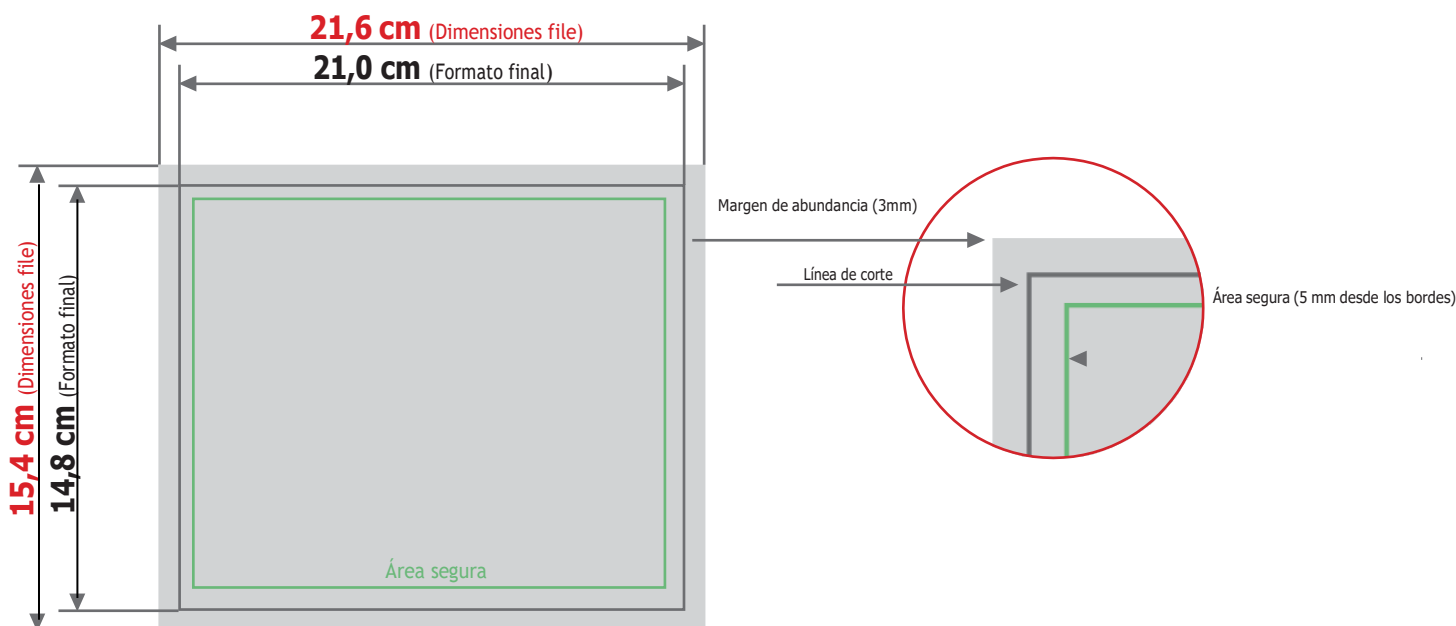 21,6 cm (Dimensiones file)
21,0 cm (Formato final)
15,4 cm (Dimensiones file)
14,8 cm (Formato final)
Margen de abundancia (3mm)
Línea de corte
Área segura (5 mm desde los bordes)
Área segura